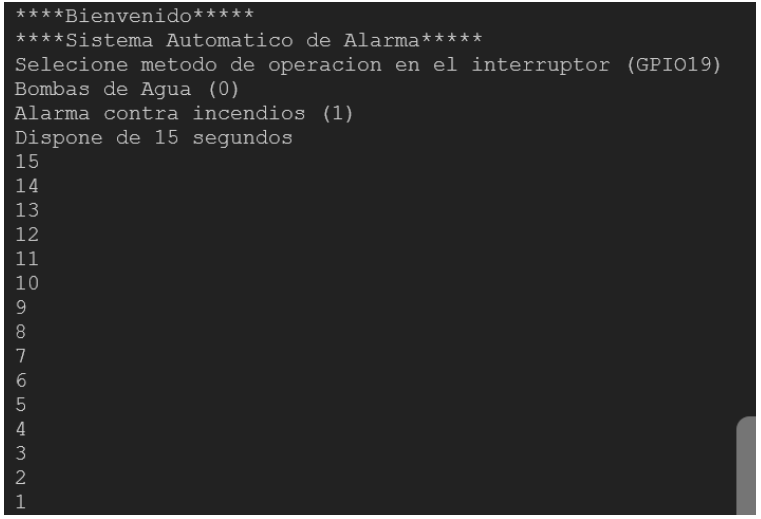 ****Bienvenido*****
****Sistema Automatico de Alarma*****
Selecione metodo de operacion en el interruptor (GPIO19)
Bombas de Agua (0)
Alarma contra incendios (1)
Dispone de 15 segundos
15
14
13
12
11
10
9
8
7
6
5
4
3
2
1